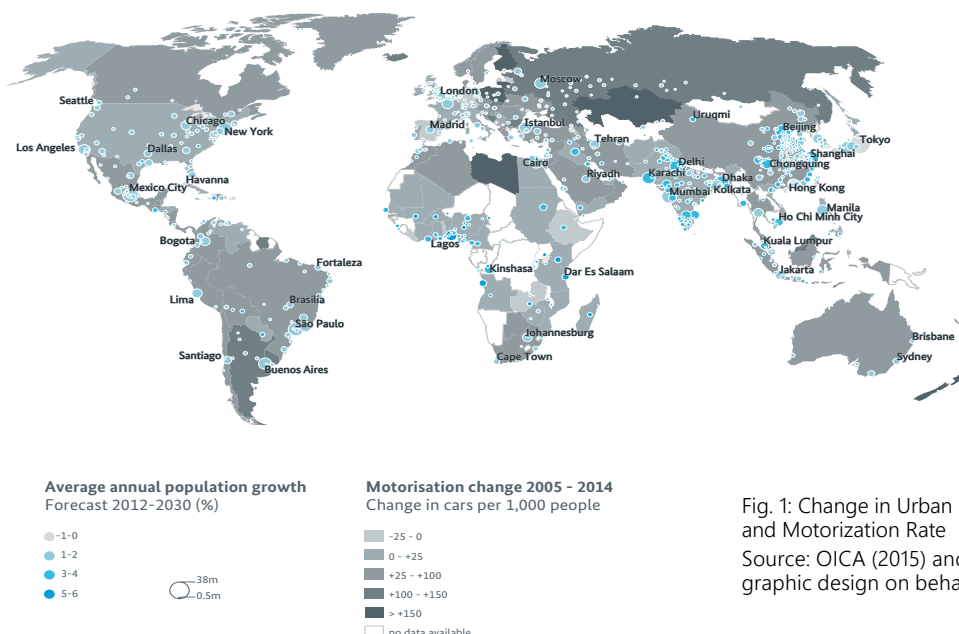 Moscow
London
Seattle
Uruqmi
Chicago
Madrid
Istanbul
Beijing
New York
Tehran
Tokyo
Los Angeles
Dallas
Shanghai
Cairo
Delhi
Chongquing
Riyadh
Karachi
Dhaka
Havanna
Mexico City
Mumbai
Kolkata
Hong Kong
Manila
Ho Chi Minh City
Bogota
Lagos
Kuala Lumpur
Fortaleza
Kinshasa
Dar Es Salaam
Jakarta
Lima
Brasilia
São Paulo
Johannesburg
Brisbane
Santiago
Cape Town
Sydney
Buenos Aires
Average annual population growth
Forecast 2012-2030 (%)
-1-0
1-2
3-4
5-6
38m
0.5m
Motorisation change 2005 - 2014
Change in cars per 1,000 people
-25 - 0
0 - +25
+25 - +100
+100 - +150
> +150
no data available
Fig. 1: Change in Urban
and Motorization Rate
Source: OICA (2015) and
graphic design on beha